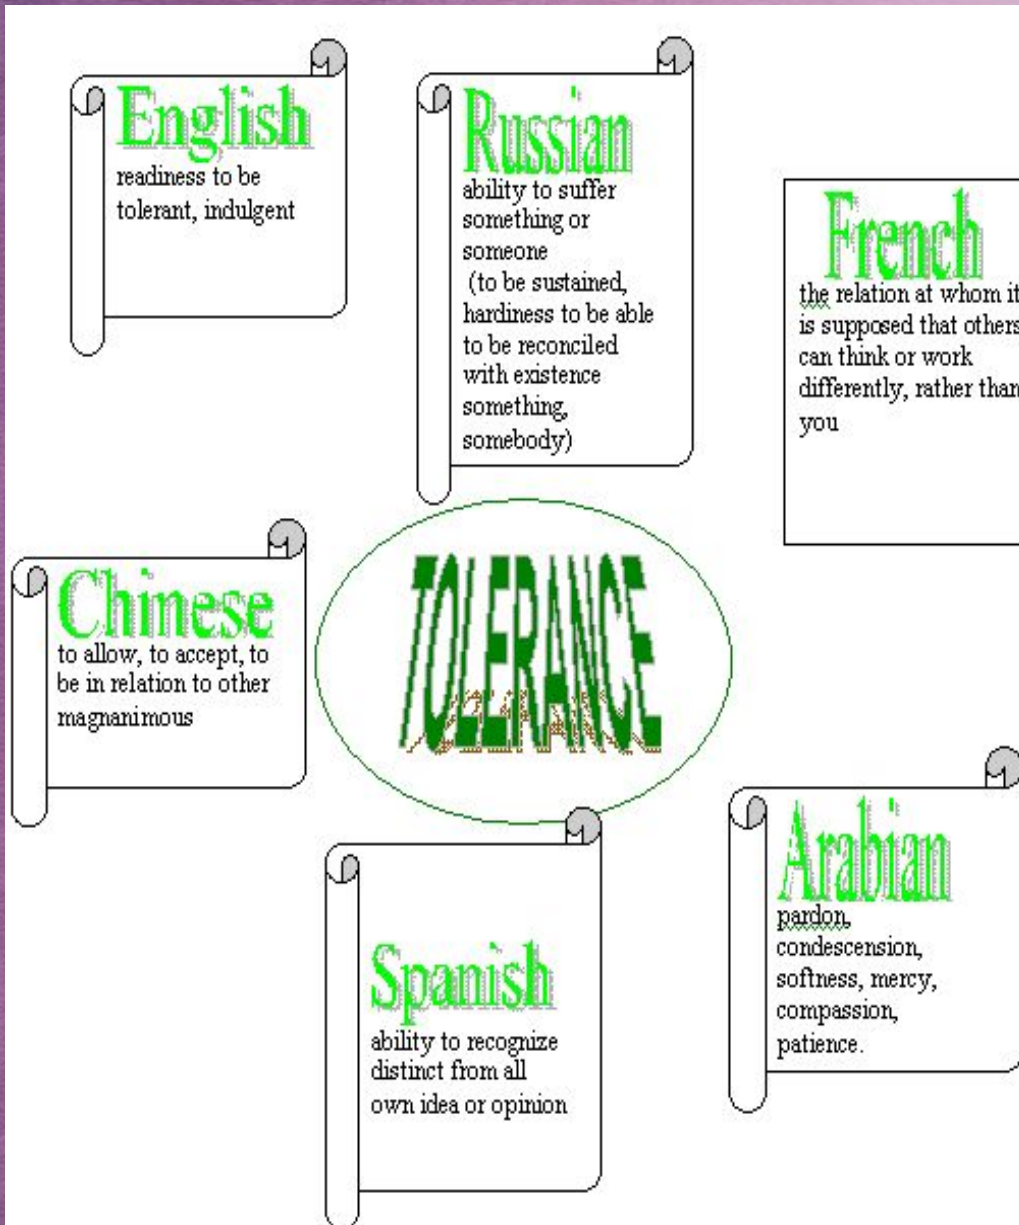 English
readiness to be
tolerant, indulgent
Russian
ability to suffer
something or
someone
(to be sustained,
hardiness to be able
to be reconciled
with existence
something,
somebody)
French
the relation at whom it
is supposed that others
can think or work
differently, rather than
you
Chinese
to allow, to accept, to
be in relation to other
magnanimous
TOLERANCE
Spanish
ability to recognize
distinct from all
own idea or opinion
Arabian
pardon,
condescension,
softness, mercy,
compassion,
patience.